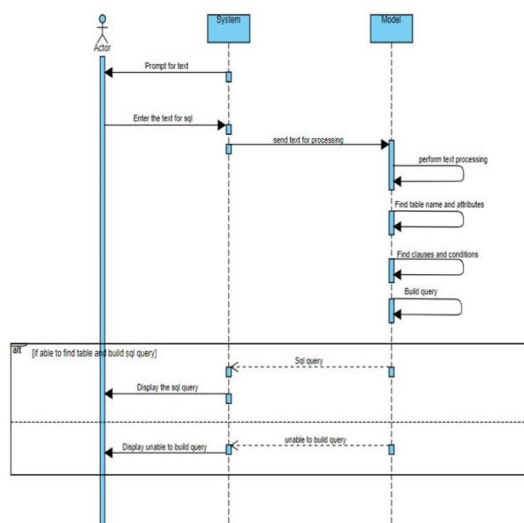 System
Model
Actor
Prompt for text
Enter the text for sql
send text for processing
perform text processing
Find table name and attributes
Find clauses and conditions
Build query
alt
[if able to find table and build sql query]
Sql query
Display the sql query
unable to build query
Display unable to build query